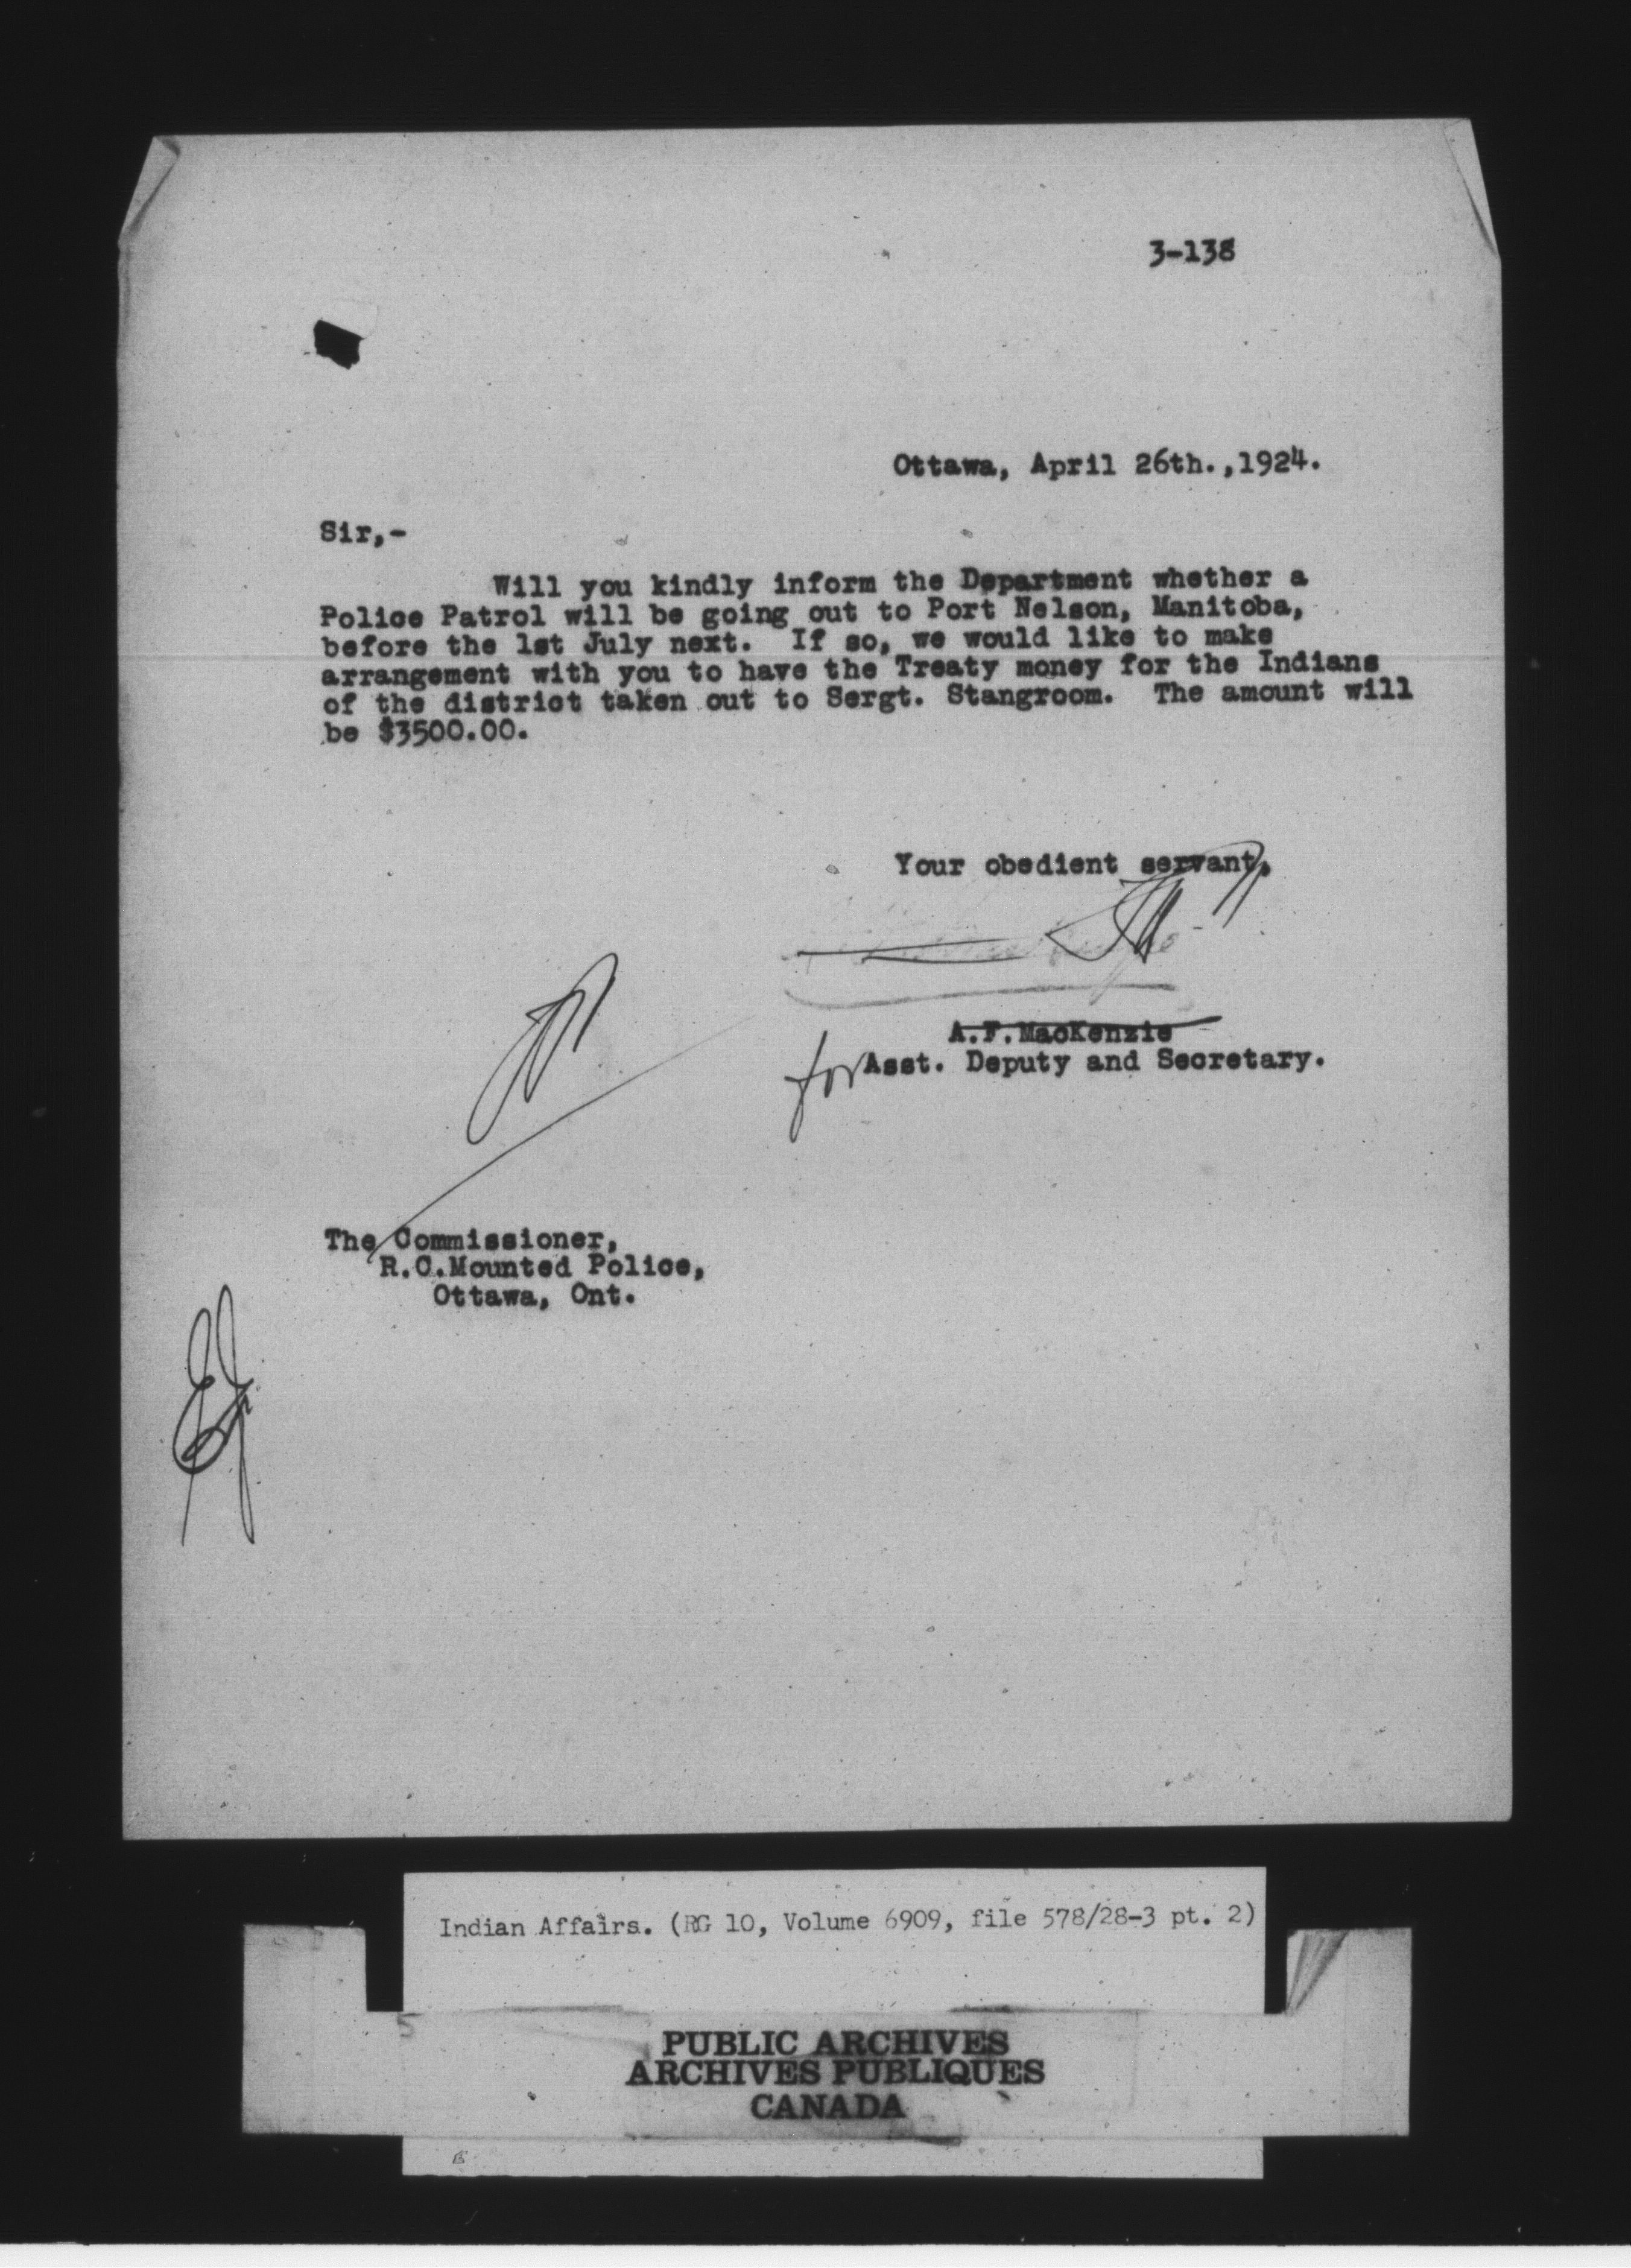 3-138
Ottawa, April 26th.,1924.
Sir,-
Will you kindly inform the Department whether a
Police Patrol will be going out to Port Nelson, Manitoba,
before the 1st July next. If so, we would like to make
arrangement with you to have the Treaty money for the Indians
of the district taken out to Sergt. Stangroom. The amount will
be $3500.00.
Your obedient servant,
A.F.MacKenzie
for Asst. Deputy and Secretary.
The Commissioner,
R.C.Mounted Police,
Ottawa, Ont.
Indian Affairs. (RG 10, Volume 6909, file 578/28-3 pt. 2)
PUBLIC ARCHIVES
ARCHIVES PUBLIQUES
CANADA